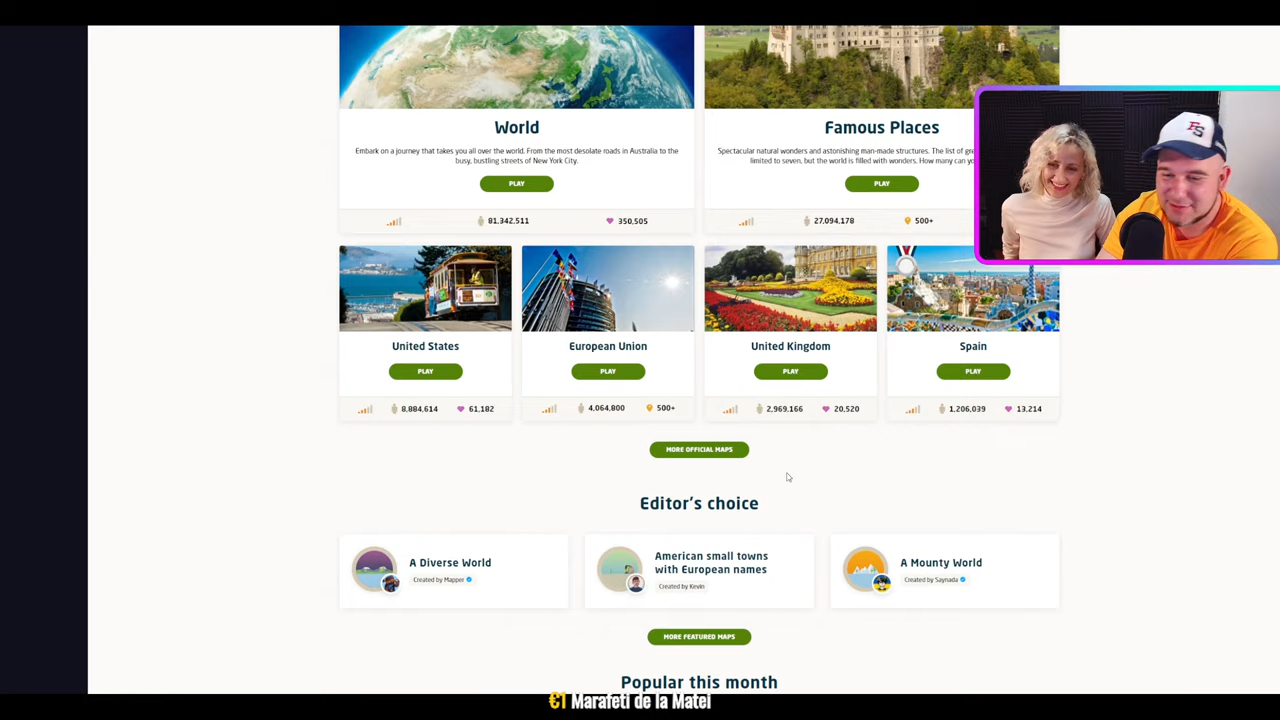 World
Famous Places
Embark on a journey that takes you all over the world. From the most desolate roads in Australia to the
busy, bustling streets of New York City.
Spectacular natural wonders and astonishing man-made structures. The list of gre
limited to seven, but the world is filled with wonders. How many can yo
PLAY
PLAY
81,342,511
350,505
27,094,178
500+
United States
European Union
United Kingdom
Spain
PLAY
PLAY
PLAY
PLAY
8,884,614
61,182
4,064,800
500+
2,969,166
20,520
1,206,039
13,214
MORE OFFICIAL MAPS
Editor's choice
A Diverse World
Created by Mapper
American small towns
with European names
Created by Kevin
A Mounty World
Created by Saynada
MORE FEATURED MAPS
Popular this month
€1 Marafeti de la Matei